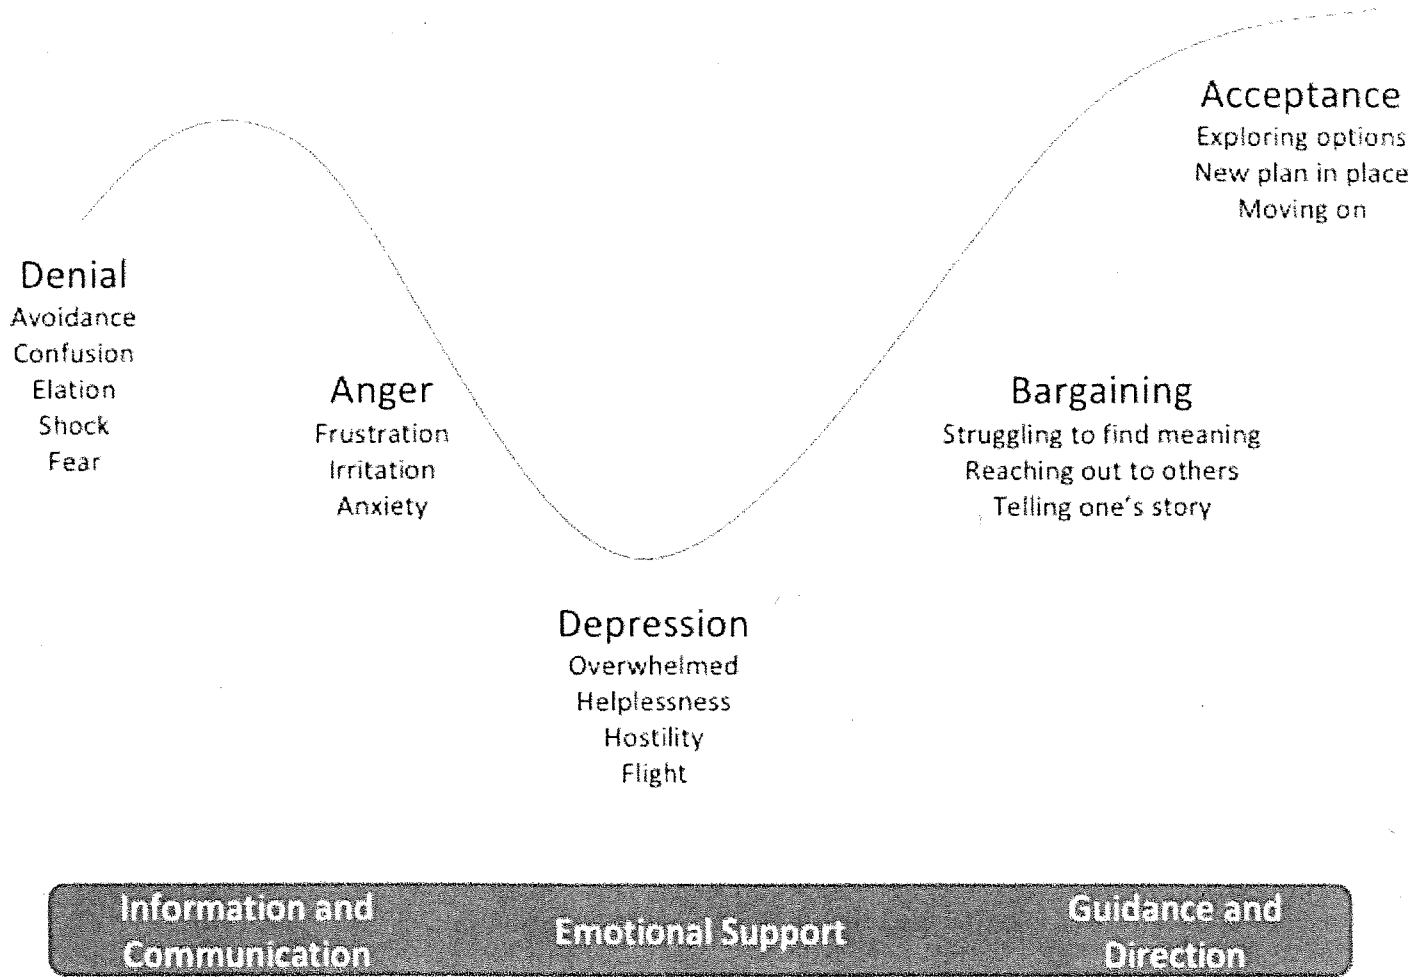 Denial
Avoidance
Confusion
Elation
Shock
Fear
Anger
Frustration
Irritation
Anxiety
Depression
Overwhelmed
Helplessness
Hostility
Flight
Bargaining
Struggling to find meaning
Reaching out to others
Telling one's story
Acceptance
Exploring options
New plan in place
Moving on
Information and
Communication
Emotional Support
Guidance and
Direction